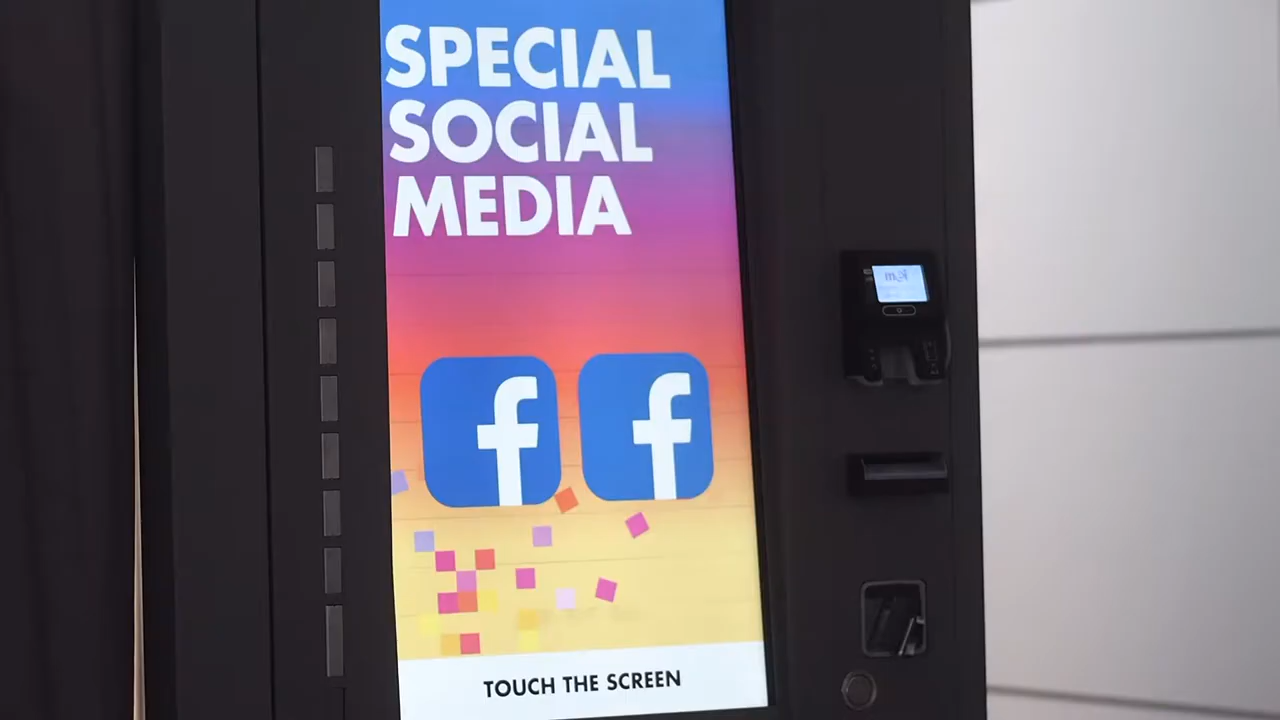 SPECIAL
SOCIAL
MEDIA
f f
TOUCH THE SCREEN